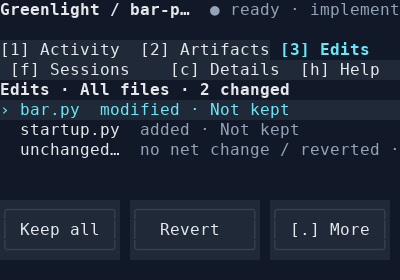 Greenlight / bar-p… ● ready · implement
[1] Activity [2] Artifacts [3] Edits
[f] Sessions [c] Details [h] Help
Edits · All files · 2 changed
› bar.py modified · Not kept
startup.py added · Not kept
unchanged… no net change / reverted ·
Keep all Revert [.] More